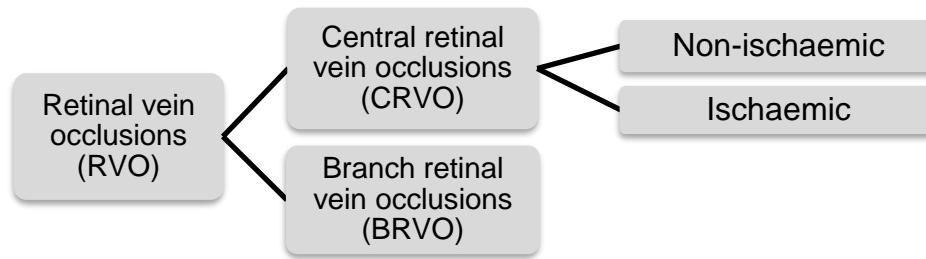 Retinal vein
occlusions
(RVO)
Central retinal
vein occlusions
(CRVO)
Branch retinal
vein occlusions
(BRVO)
Non-ischaemic
Ischaemic